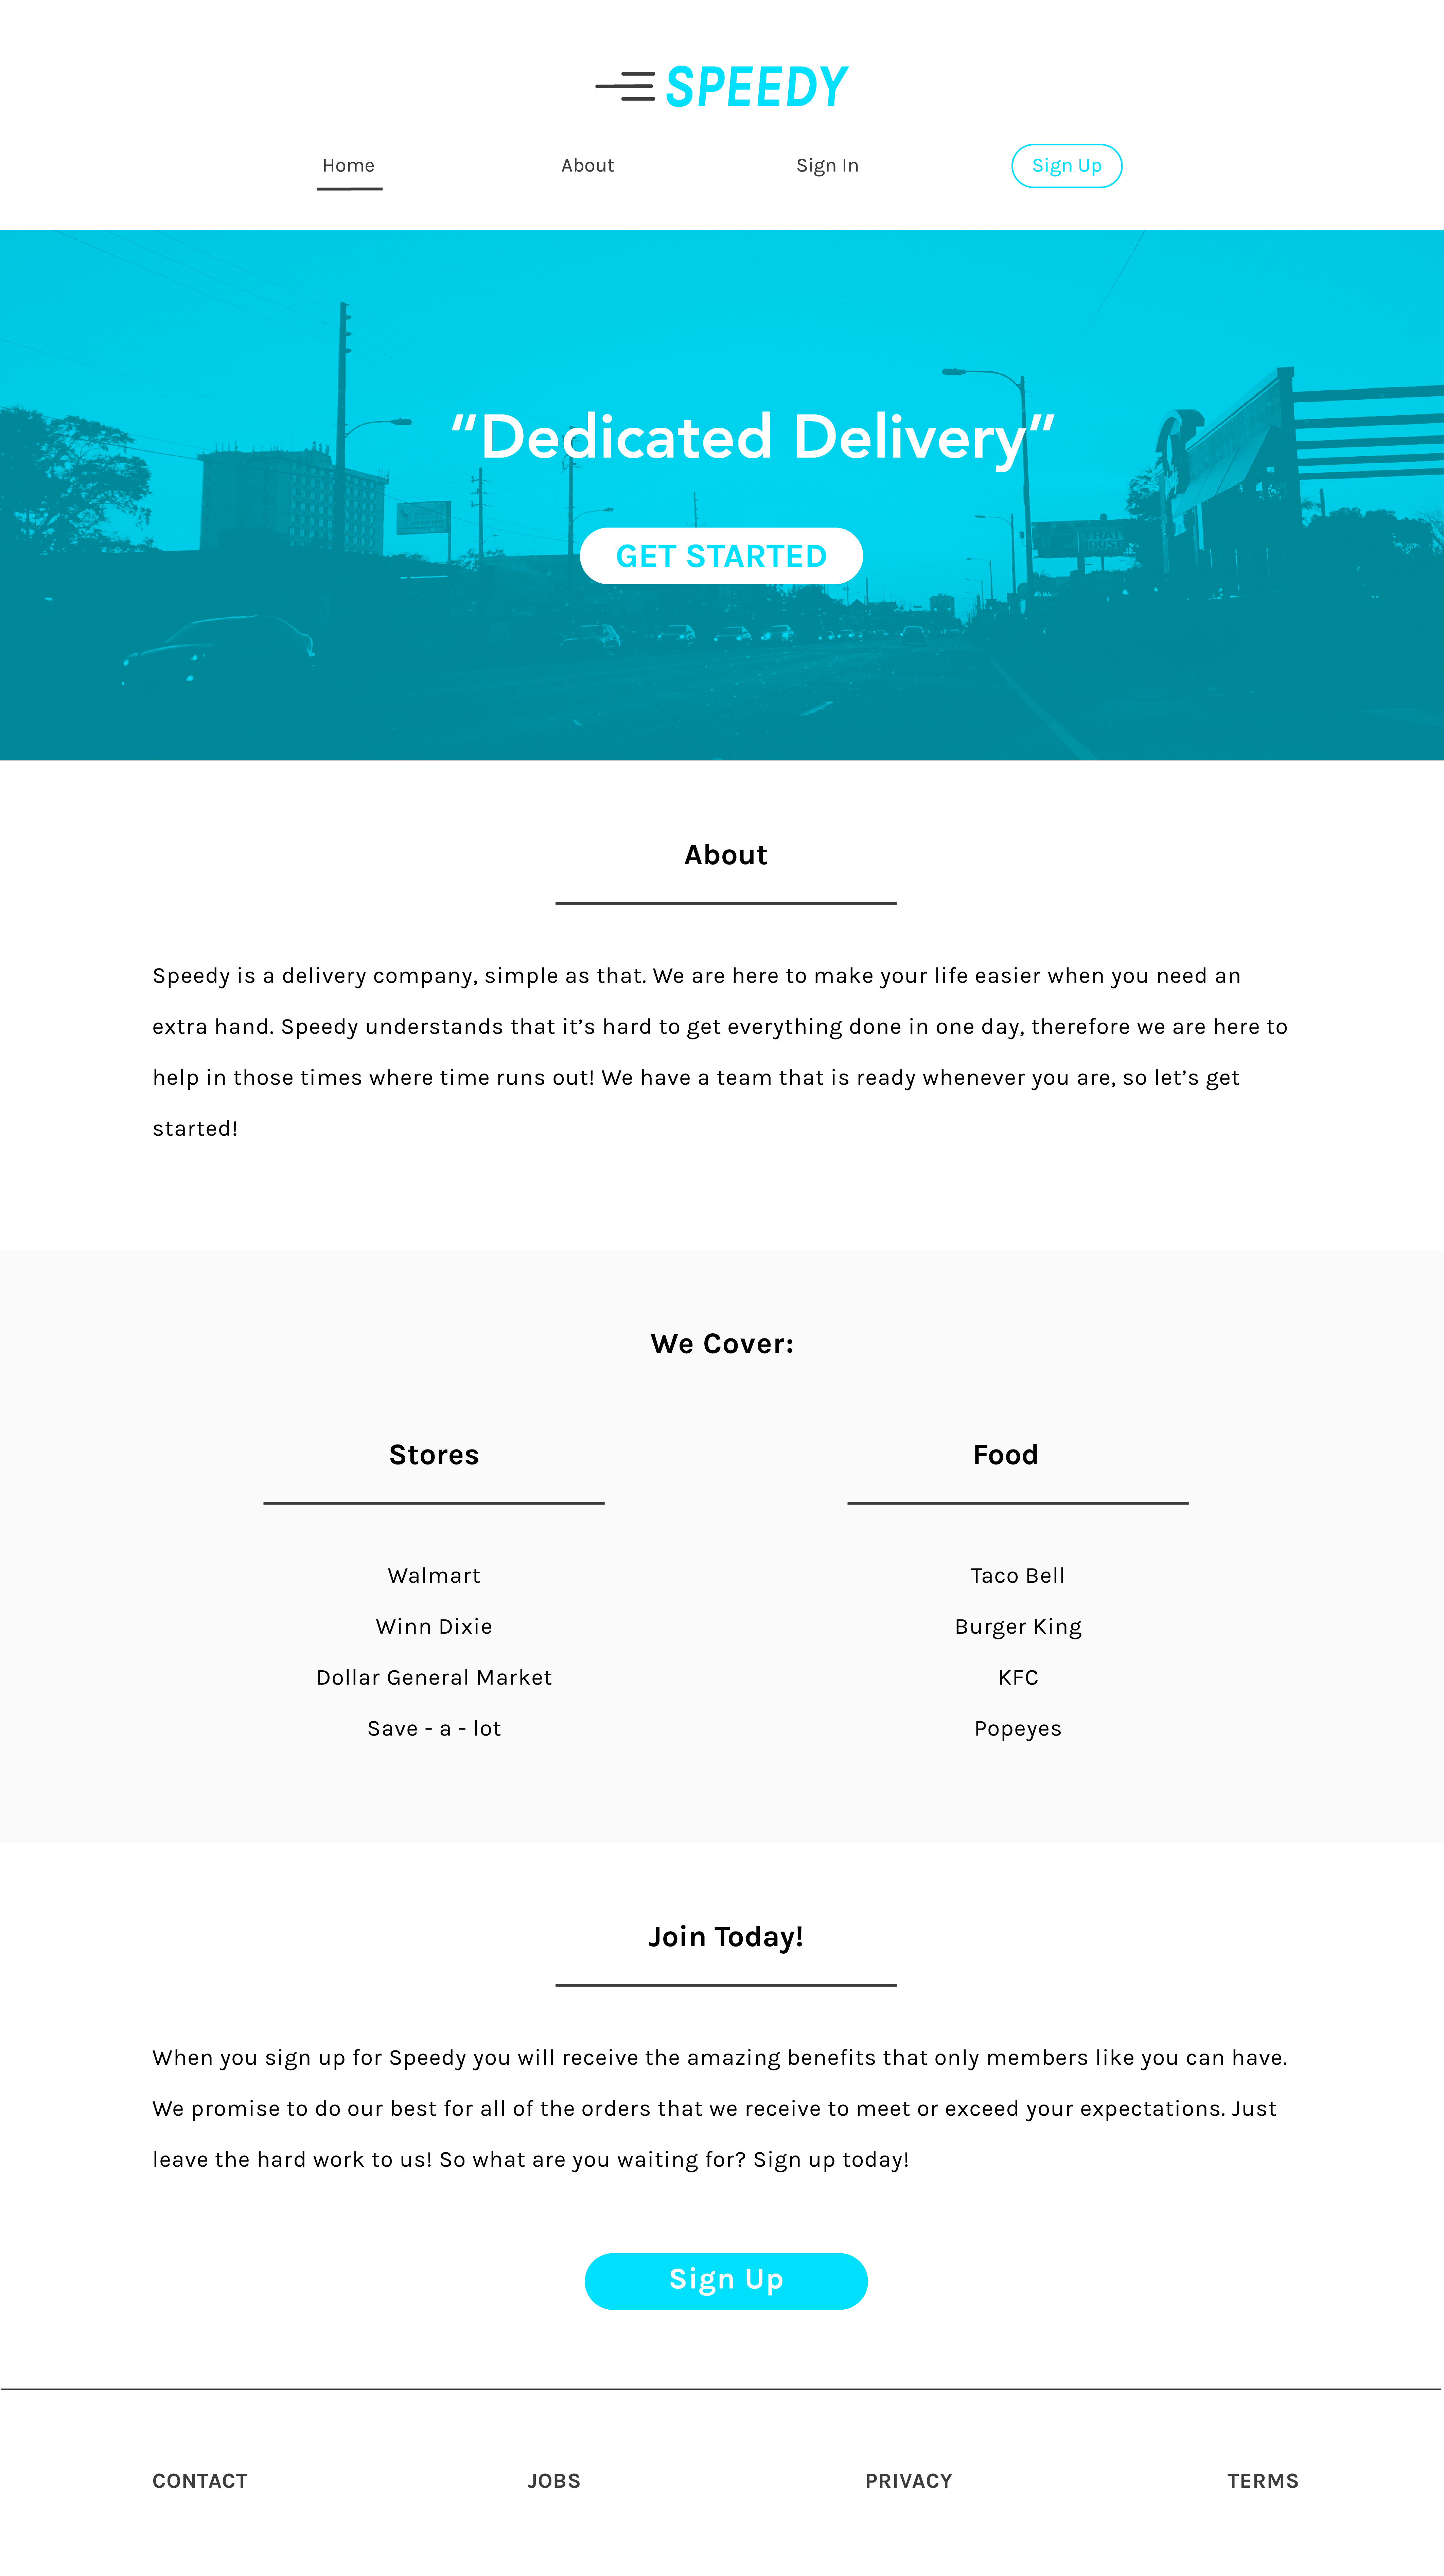 SPEEDY
Home About Sign In Sign Up
“Dedicated Delivery”
GET STARTED
About
Speedy is a delivery company, simple as that. We are here to make your life easier when you need an
extra hand. Speedy understands that it’s hard to get everything done in one day, therefore we are here to
help in those times where time runs out! We have a team that is ready whenever you are, so let’s get
started!
We Cover:
Stores
Walmart
Winn Dixie
Dollar General Market
Save - a - lot
Food
Taco Bell
Burger King
KFC
Popeyes
Join Today!
When you sign up for Speedy you will receive the amazing benefits that only members like you can have.
We promise to do our best for all of the orders that we receive to meet or exceed your expectations. Just
leave the hard work to us! So what are you waiting for? Sign up today!
Sign Up
CONTACT JOBS PRIVACY TERMS